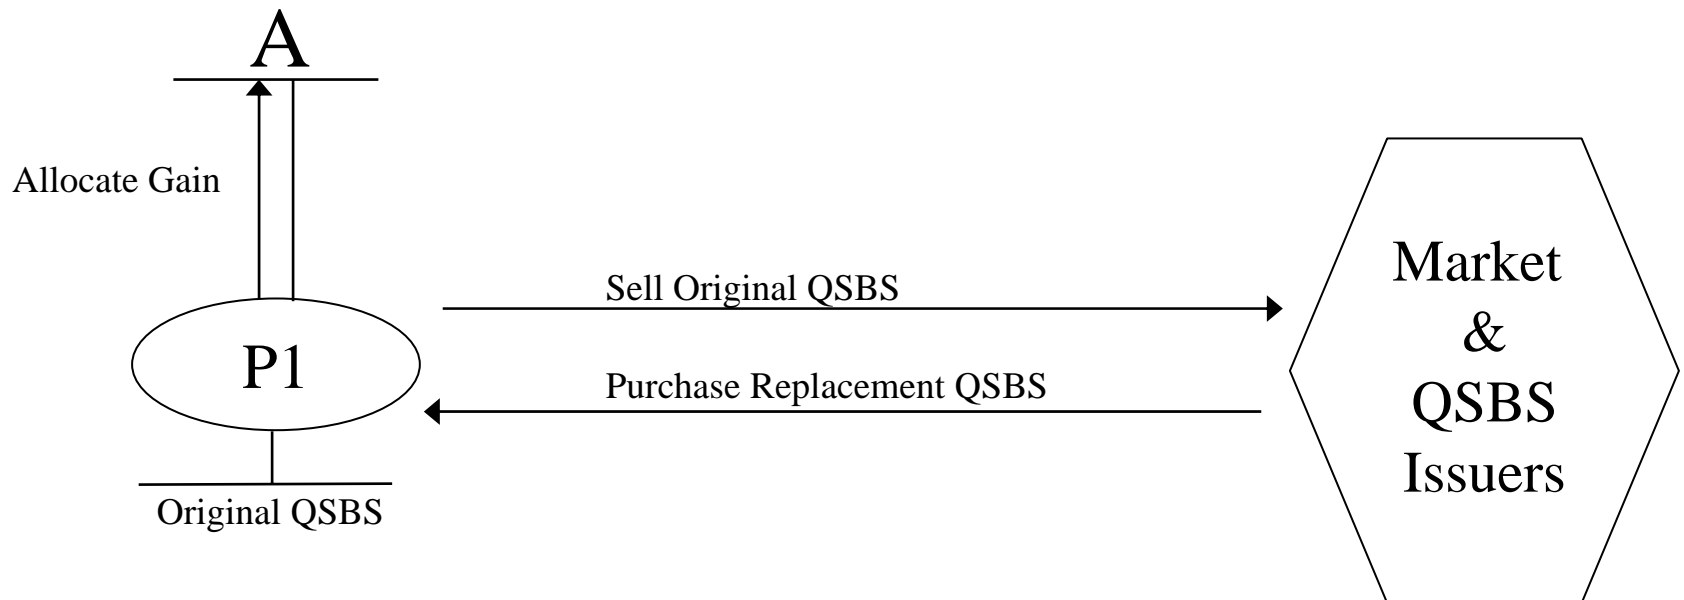 A
Allocate Gain
Sell Original QSBS
P1
Purchase Replacement QSBS
Original QSBS
Market
&
QSBS
Issuers